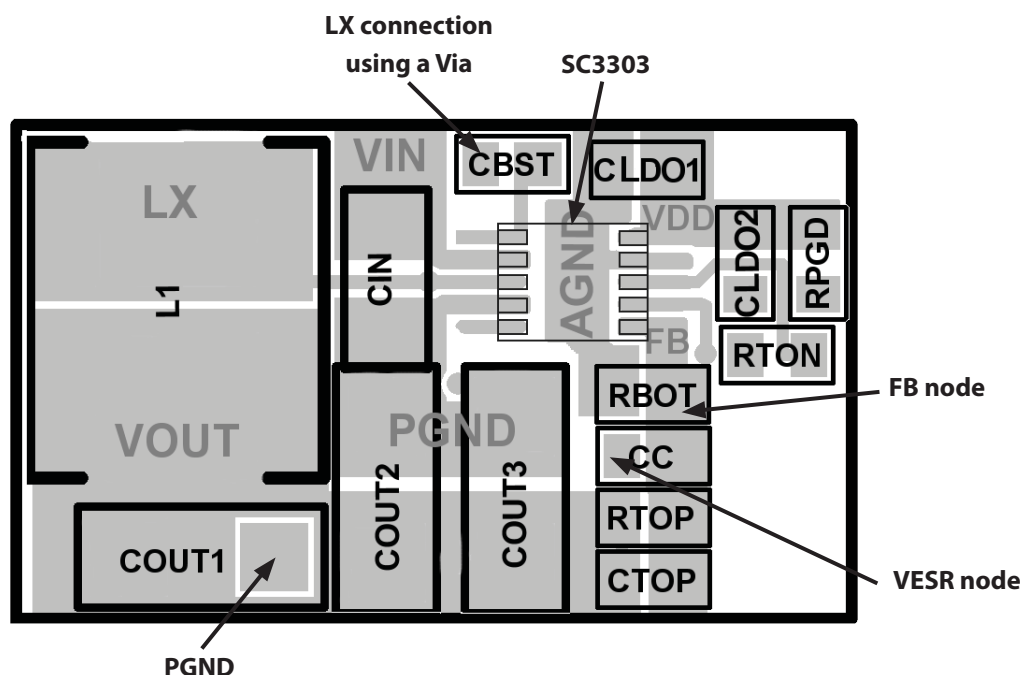 LX connection
using a Via
SC3303
VIN
CBST
CLDO1
LX
VDD
CIN
AGND
CLDO2
RPGD
L1
FB
RTON
RBOT
FB node
VOUT
PGND
CC
COUT2
COUT3
RTOP
COUT1
CTOP
VESR node
PGND